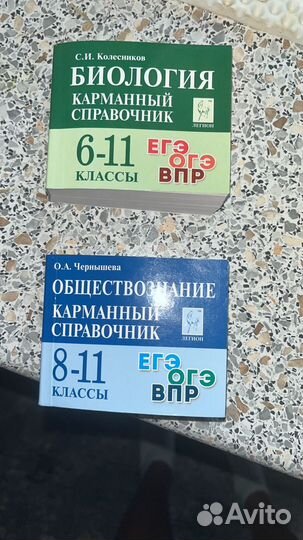 С.И. Колесников
БИОЛОГИЯ
КАРМАННЫЙ
СПРАВОЧНИК
ЛЕГИОН
6-11
КЛАССЫ
ЕГЭ
ОГЭ
ВПР
О.А. Чернышева
ОБЩЕСТВОЗНАНИЕ
КАРМАННЫЙ
СПРАВОЧНИК
ЛЕГИОН
8-11
КЛАССЫ
ЕГЭ
ОГЭ
ВПР
Avito